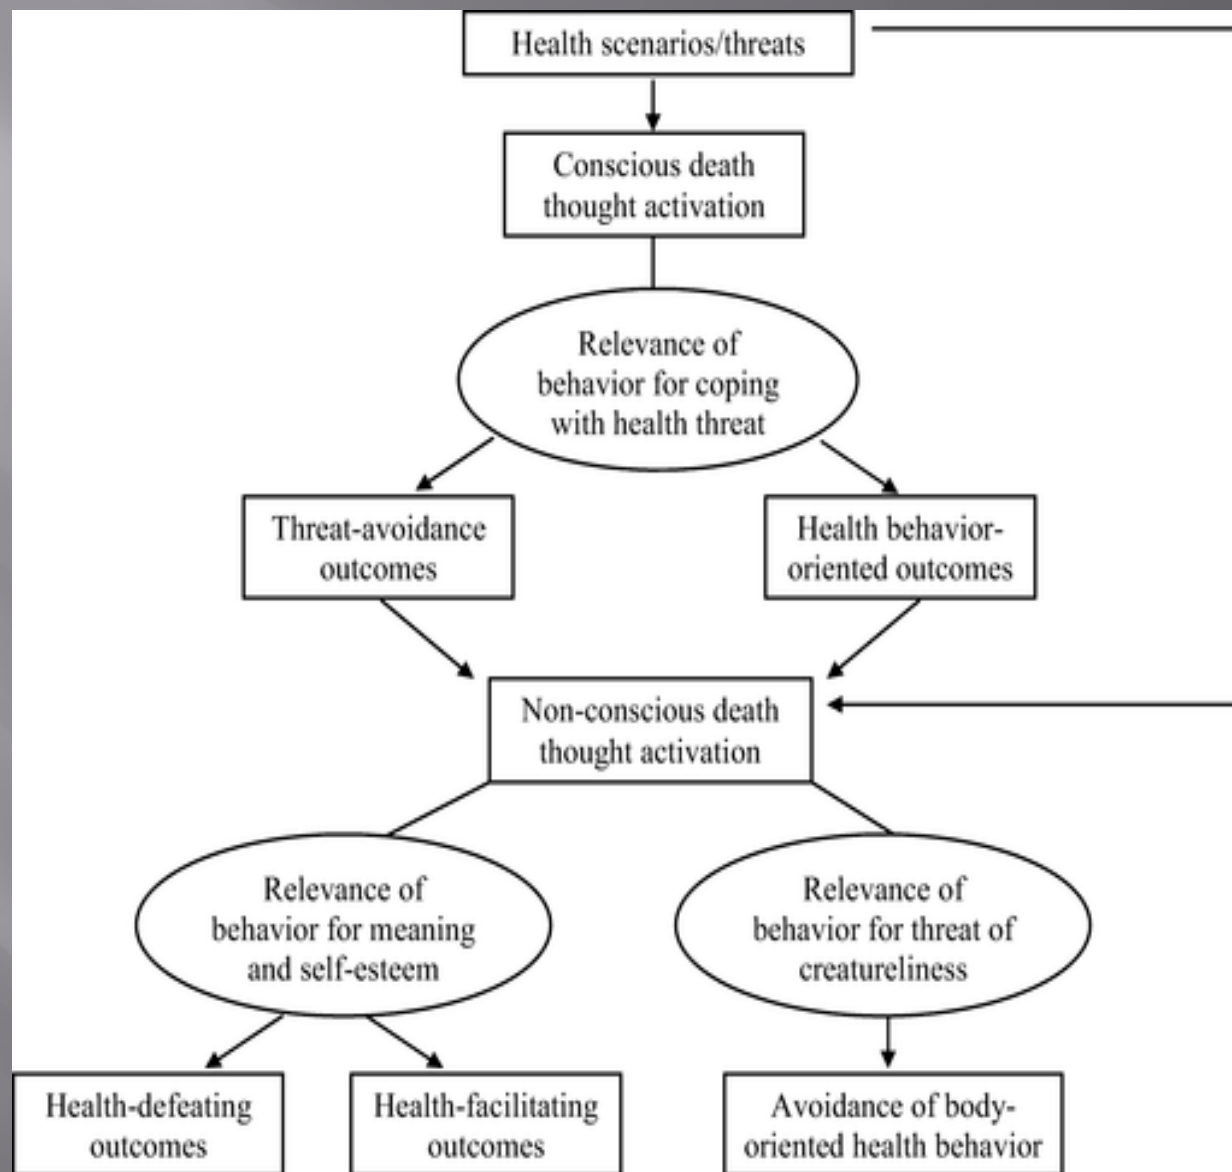 Health scenarios/threats
Conscious death
thought activation
Relevance of
behavior for coping
with health threat
Threat-avoidance
outcomes
Health behavior-
oriented outcomes
Non-conscious death
thought activation
Relevance of
behavior for meaning
and self-esteem
Relevance of
behavior for threat of
creatureliness
Health-defeating
outcomes
Health-facilitating
outcomes
Avoidance of body-
oriented health behavior